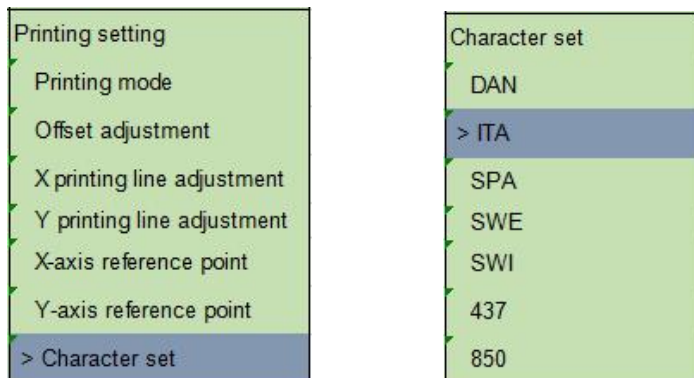 Printing setting
Printing mode
Offset adjustment
X printing line adjustment
Y printing line adjustment
X-axis reference point
Y-axis reference point
> Character set
Character set
DAN
> ITA
SPA
SWE
SWI
437
850